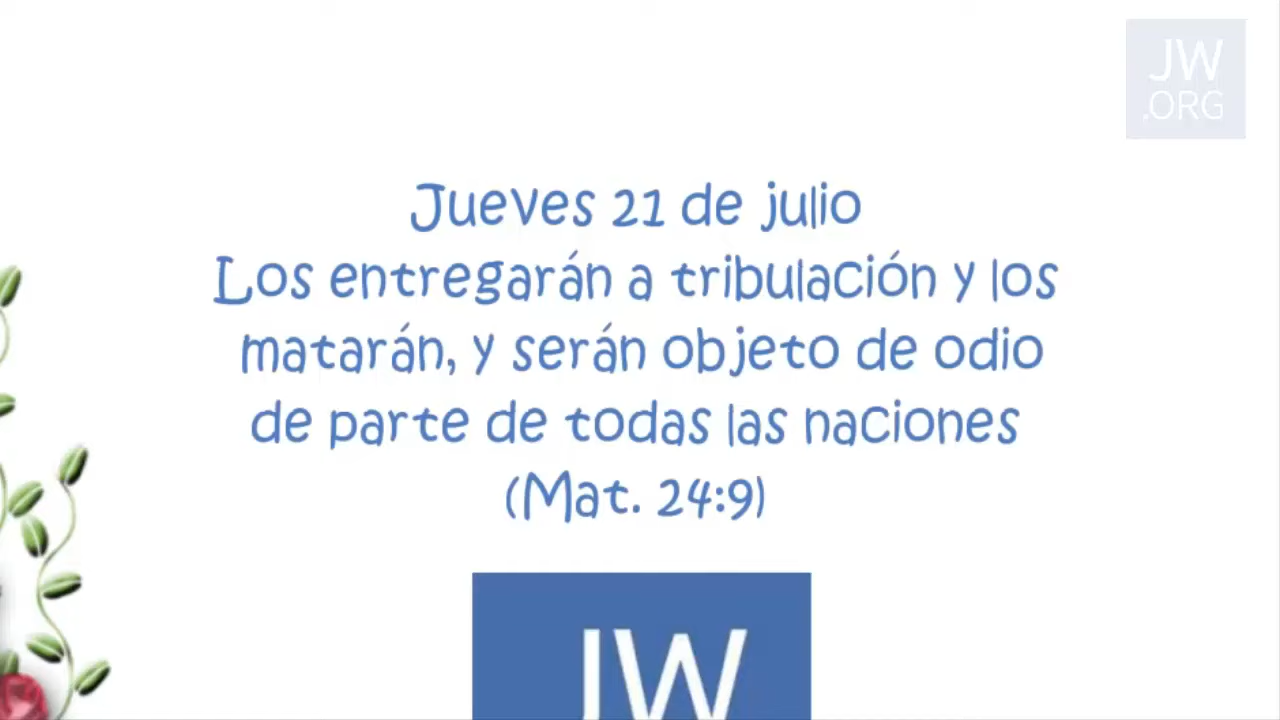 JW
.ORG
Jueves 21 de julio
Los entregarán a tribulación y los
matarán, y serán objeto de odio
de parte de todas las naciones
(Mat. 24:9)
JW